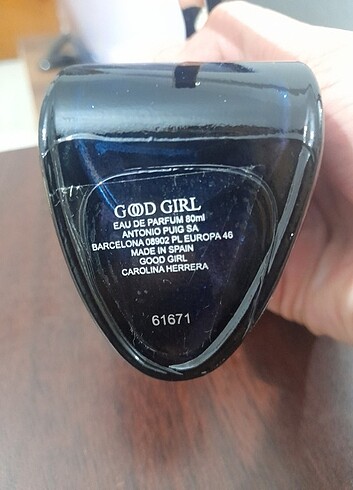 GOOD GIRL
EAU DE PARFUM 80ml
ANTONIO PUIG SA
BARCELONA 08902 PL EUROPA 46
MADE IN SPAIN
GOOD GIRL
CAROLINA HERRERA
61671